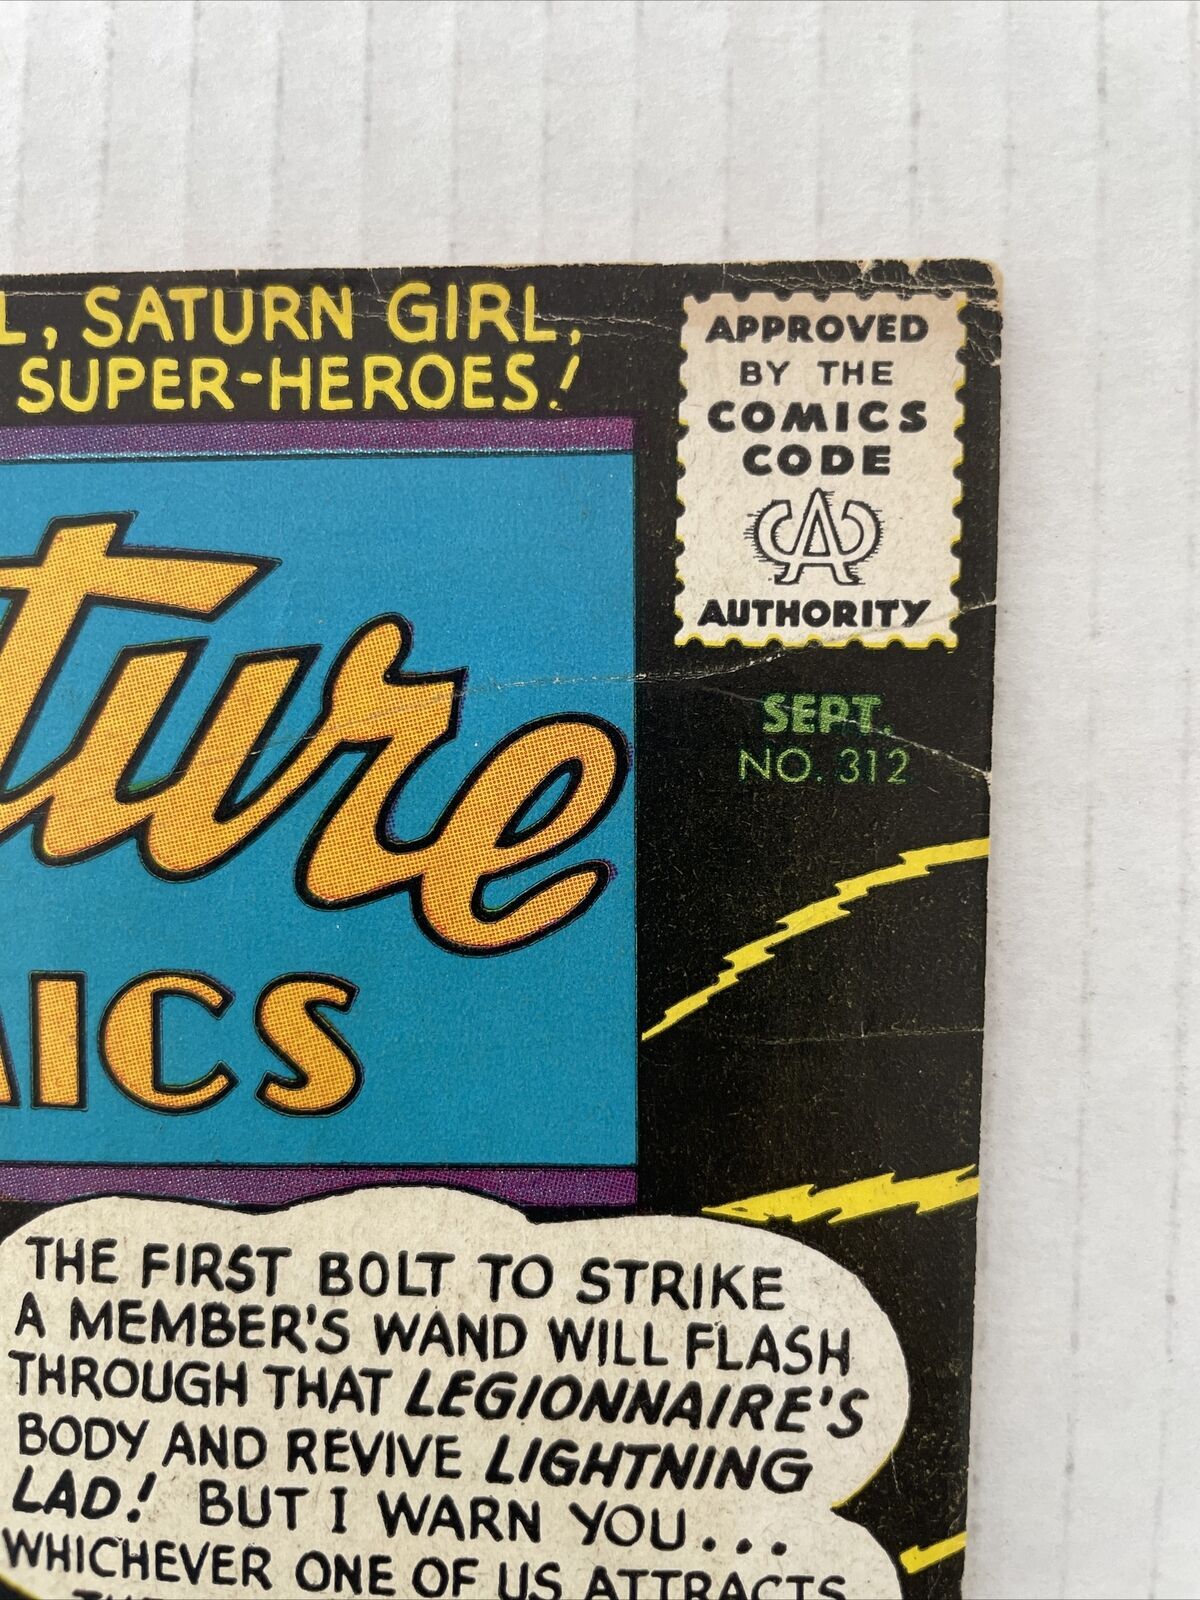 L, SATURN GIRL,
SUPER-HEROES!
APPROVED
BY THE
COMICS
CODE
CA
AUTHORITY
ture
MICS
SEPT.
NO. 312
THE FIRST BOLT TO STRIKE
A MEMBER'S WAND WILL FLASH
THROUGH THAT LEGIONNAIRE'S
BODY AND REVIVE LIGHTNING
LAD! BUT I WARN YOU...
WHICHEVER ONE OF US ATTRACTS